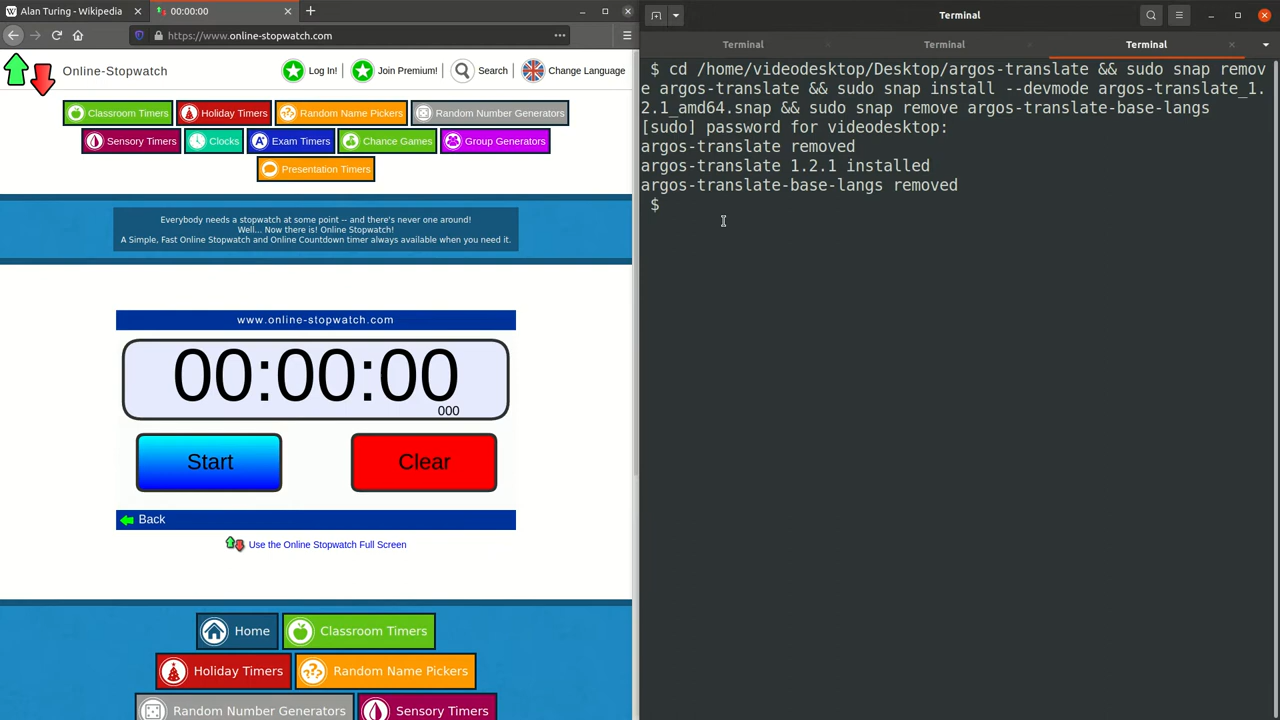 Alan Turing - Wikipedia
00:00:00
https://www.online-stopwatch.com
Online-Stopwatch
Log In!
Join Premium!
Search
Change Language
Classroom Timers
Holiday Timers
Random Name Pickers
Random Number Generators
Sensory Timers
Clocks
Exam Timers
Chance Games
Group Generators
Presentation Timers
Everybody needs a stopwatch at some point -- and there's never one around!
Well... Now there is! Online Stopwatch!
A Simple, Fast Online Stopwatch and Online Countdown timer always available when you need it.
www.online-stopwatch.com
00:00:00
000
Start
Clear
Back
Use the Online Stopwatch Full Screen
Home
Classroom Timers
Holiday Timers
Random Name Pickers
Random Number Generators
Sensory Timers
Terminal
Terminal
Terminal
Terminal
$ cd /home/videodesktop/Desktop/argos-translate && sudo snap remov
e argos-translate && sudo snap install --devmode argos-translate_1.
2.1_amd64.snap && sudo snap remove argos-translate-base-langs
[sudo] password for videodesktop:
argos-translate removed
argos-translate 1.2.1 installed
argos-translate-base-langs removed
$